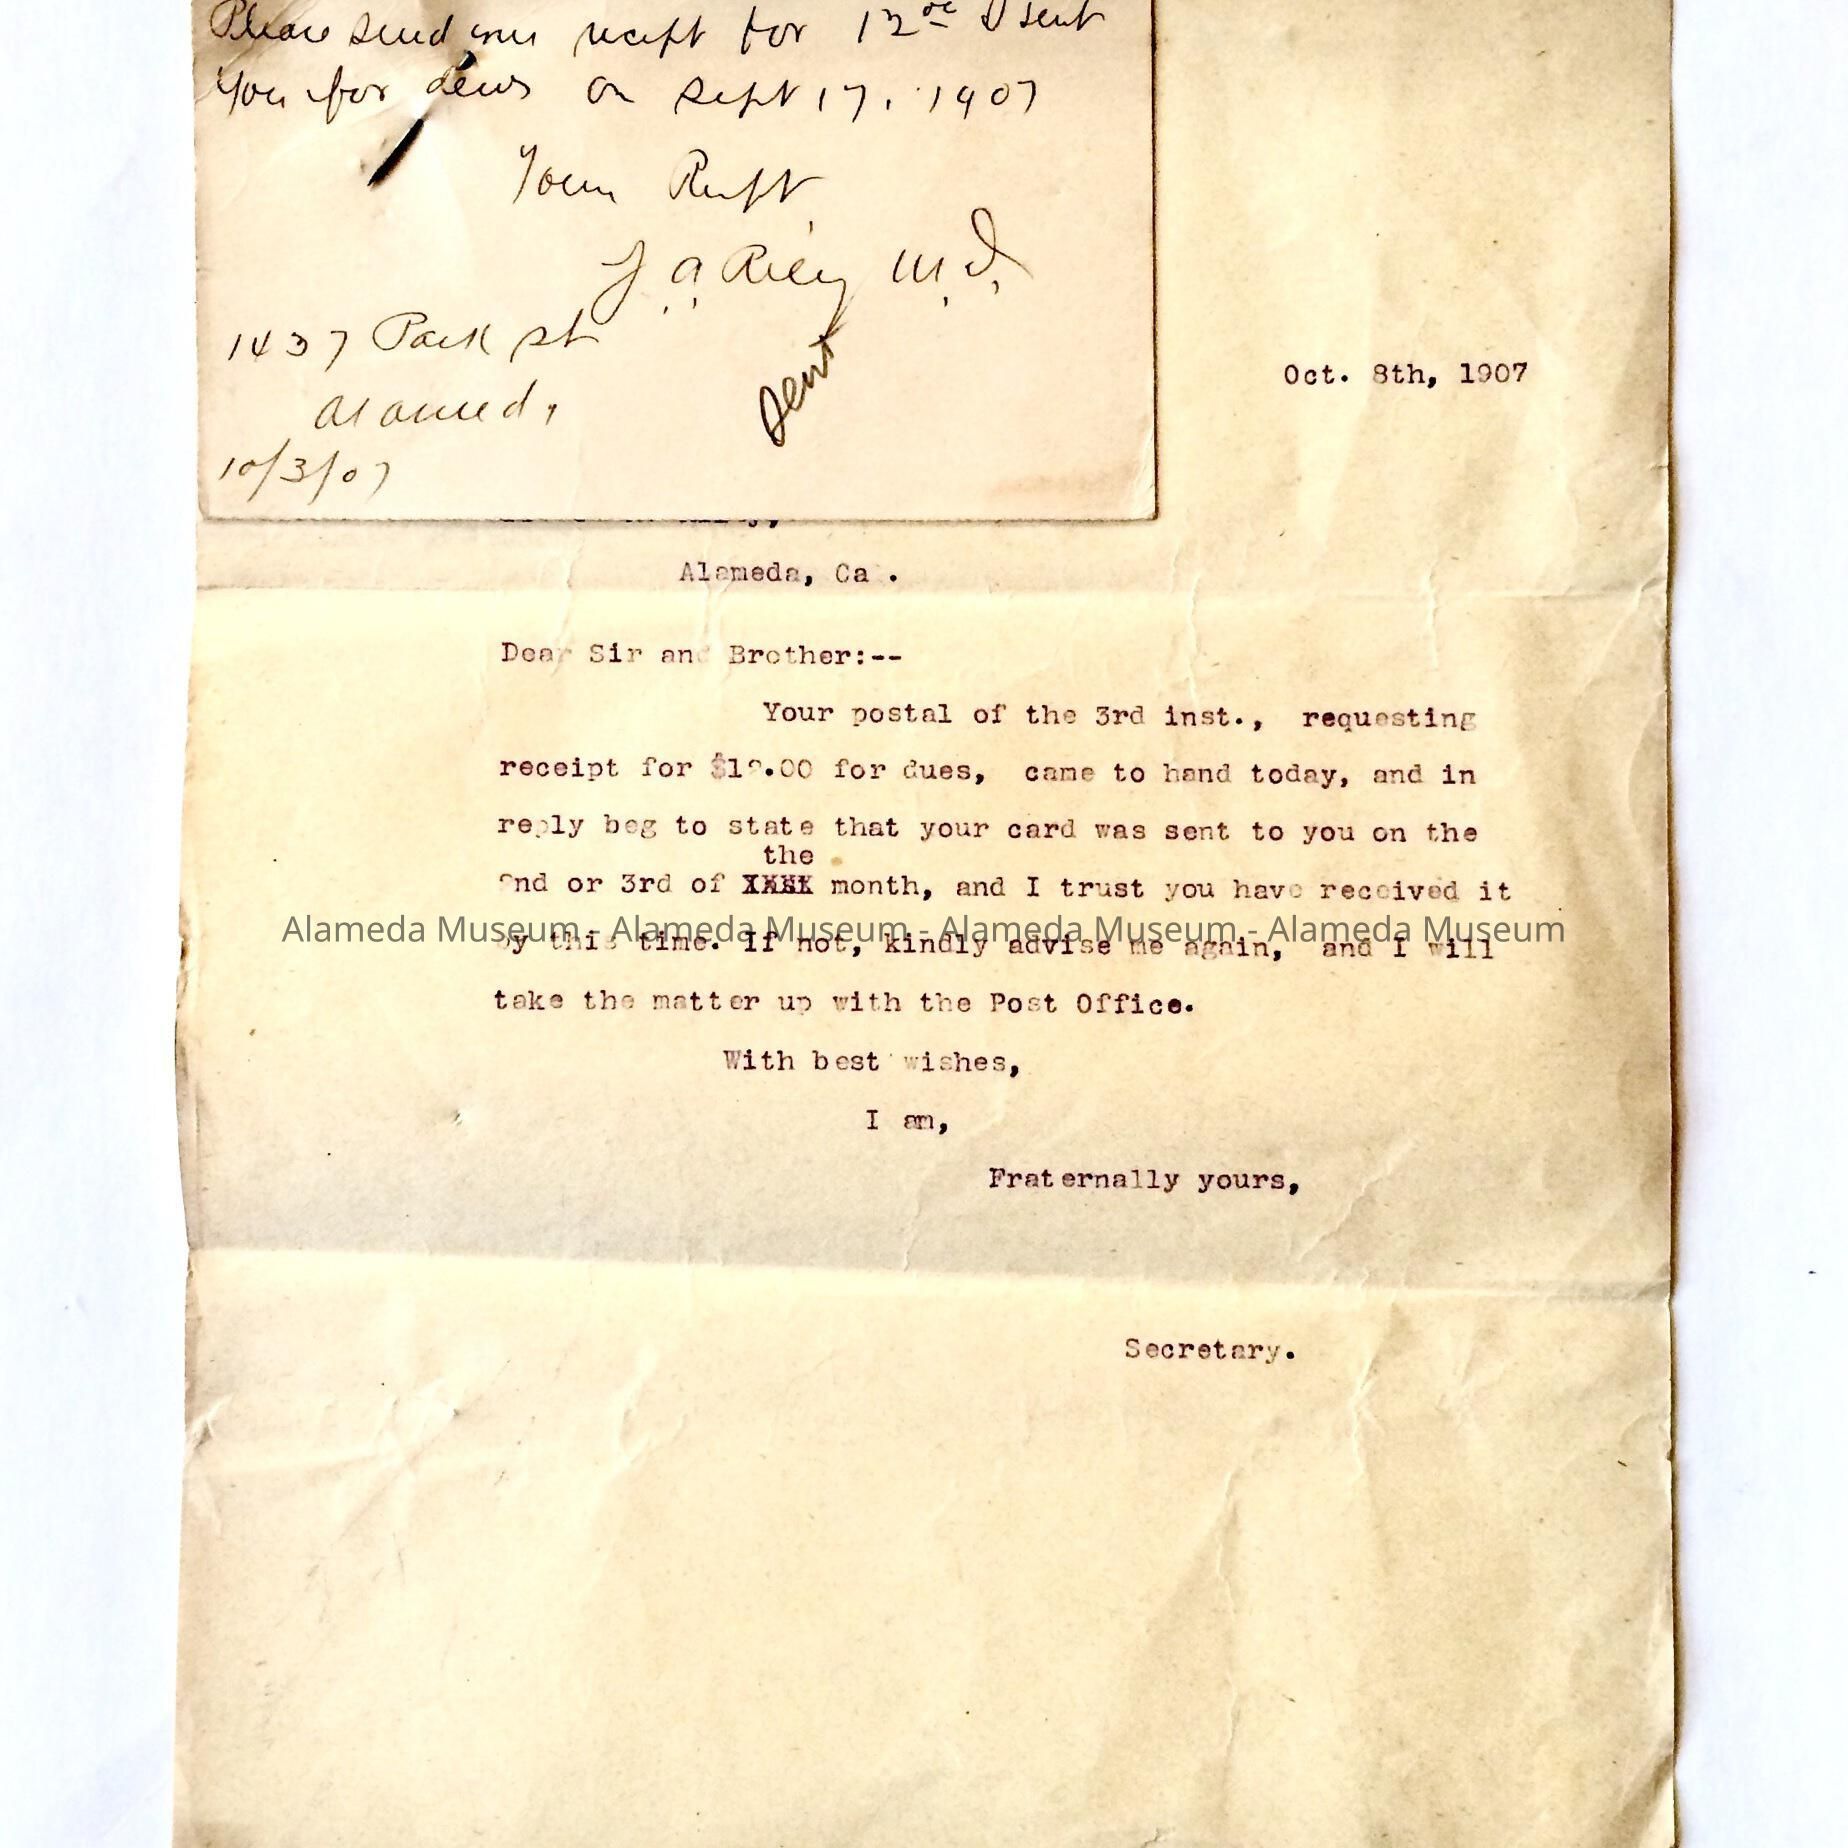 Please send me receipt for 12 00 I sent
you for dews on Sept 17, 1907
Yours Respt
a. Riley M.D.
1437 Park St
Alameda
10/3/07
Sent
Oct. 8th, 1907
Alameda, Ca .
Dear Sir and Brother:--
Your postal of the 3rd inst., requesting
receipt for $12.00 for dues, came to hand today, and in
reply beg to state that your card was sent to you on the
the
2nd or 3rd of month, and I trust you have received it
by this time. If not, kindly advise me again, and I will
take the matter up with the Post Office.
With best wishes,
I am,
Fraternally yours,
Secretary.
Alameda Museum - Alameda Museum - Alameda Museum - Alameda Museum